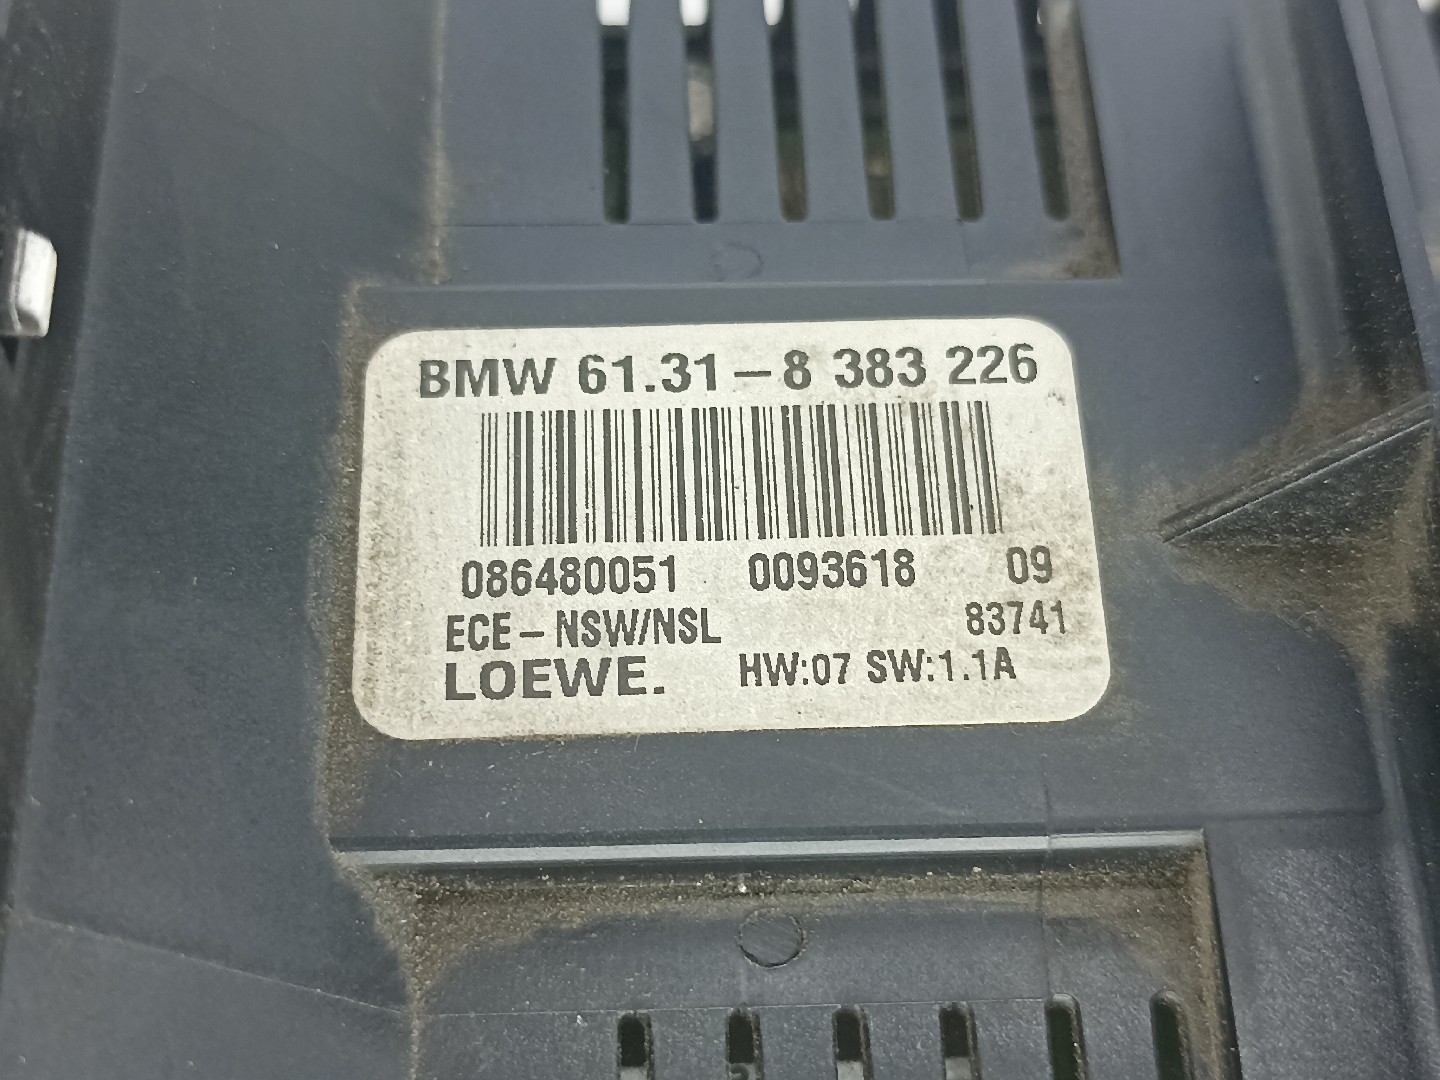 BMW 61.31–8 383 226
086480051 0093618 09
ECE–NSW/NSL 83741
LOEWE. HW:07 SW:1.1A